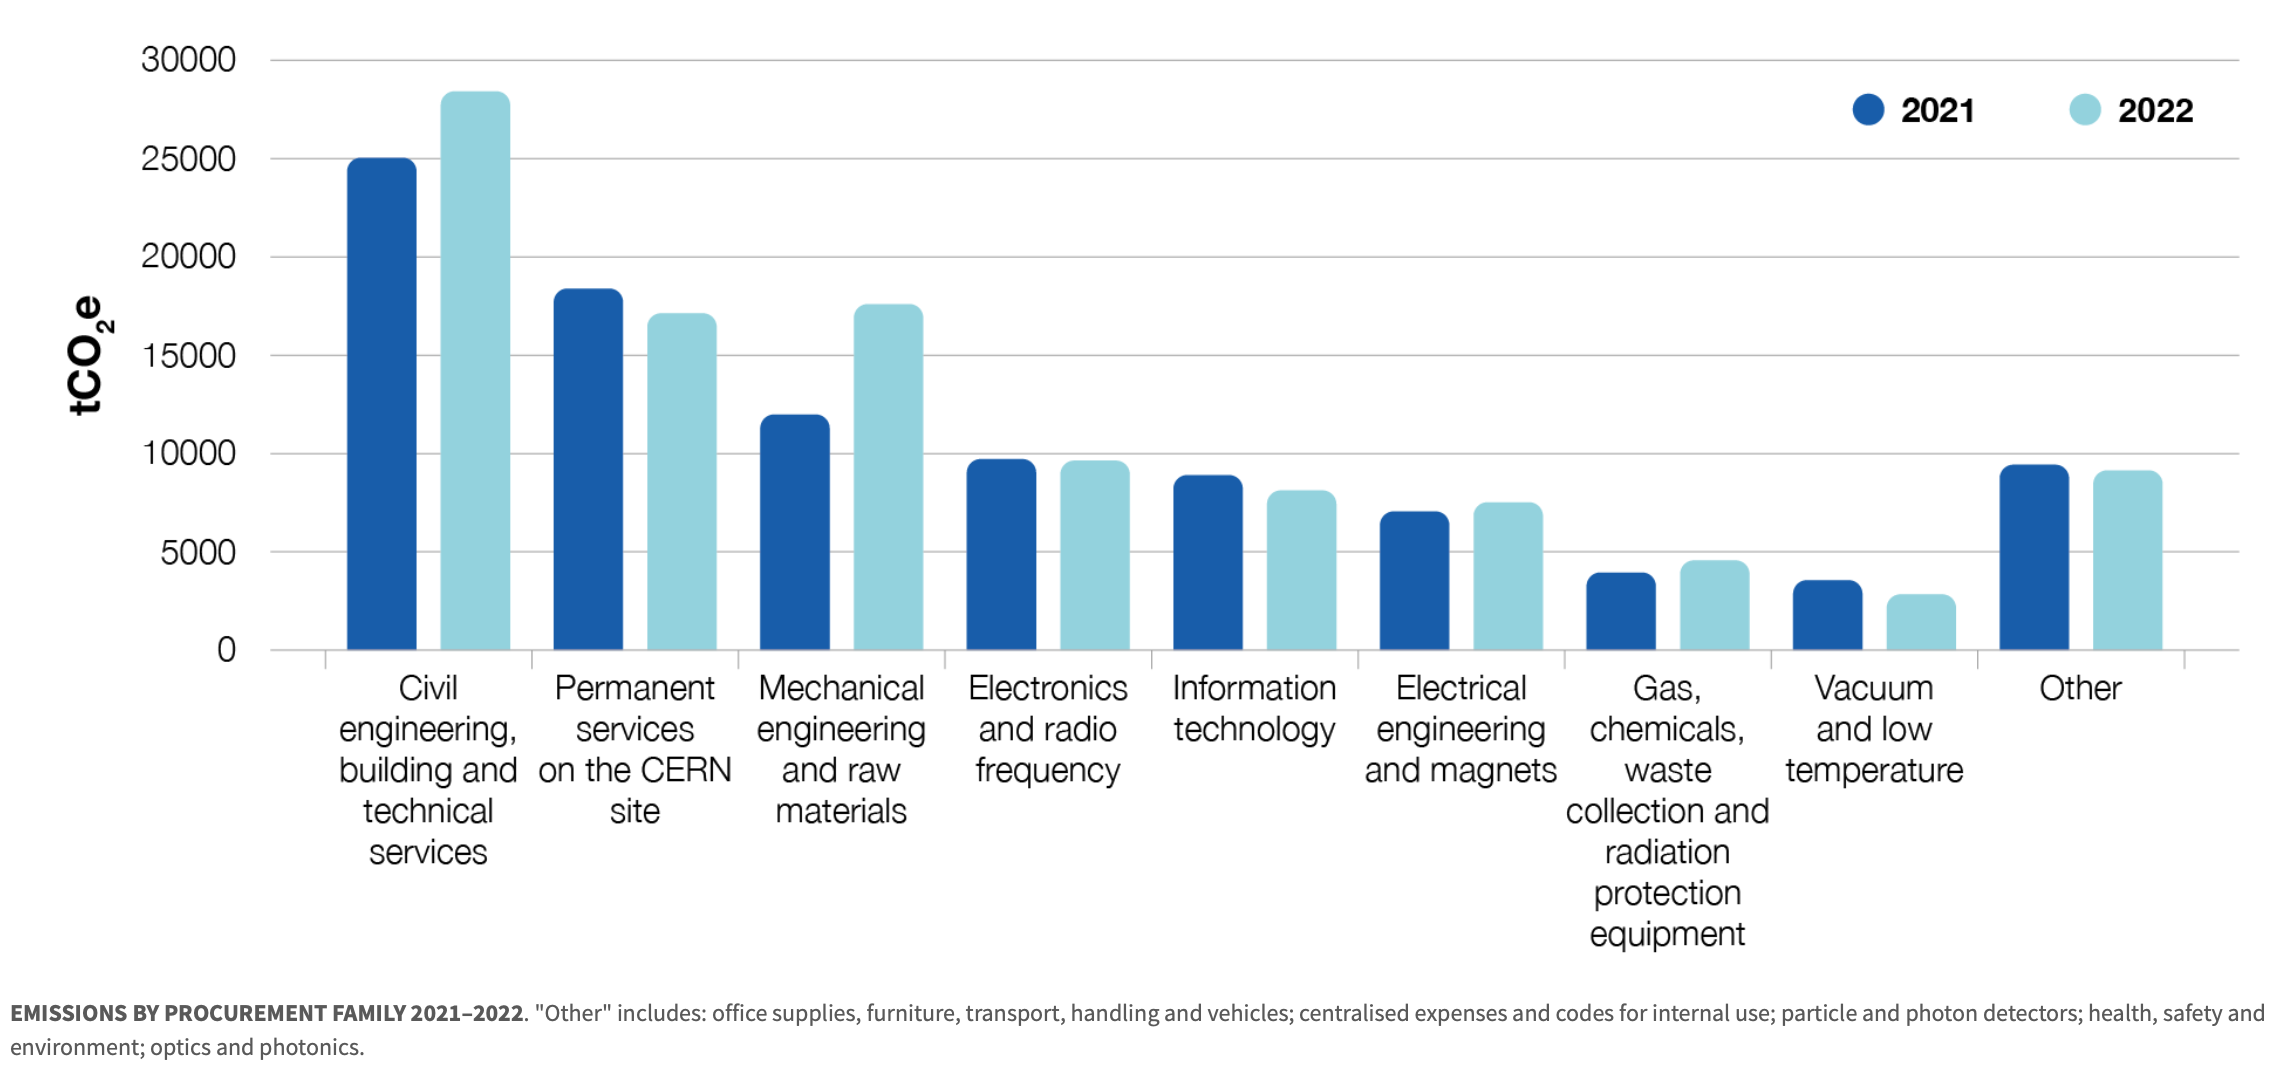 30000
25000
20000
15000
10000
5000
0
tCO₂e
2021
2022
Civil
engineering,
building and
technical
services
Permanent
services
on the CERN
site
Mechanical
engineering
and raw
materials
Electronics
and radio
frequency
Information
technology
Electrical
engineering
and magnets
Gas,
chemicals,
waste
collection and
radiation
protection
equipment
Vacuum
and low
temperature
Other
EMISSIONS BY PROCUREMENT FAMILY 2021–2022. "Other" includes: office supplies, furniture, transport, handling and vehicles; centralised expenses and codes for internal use; particle and photon detectors; health, safety and
environment; optics and photonics.